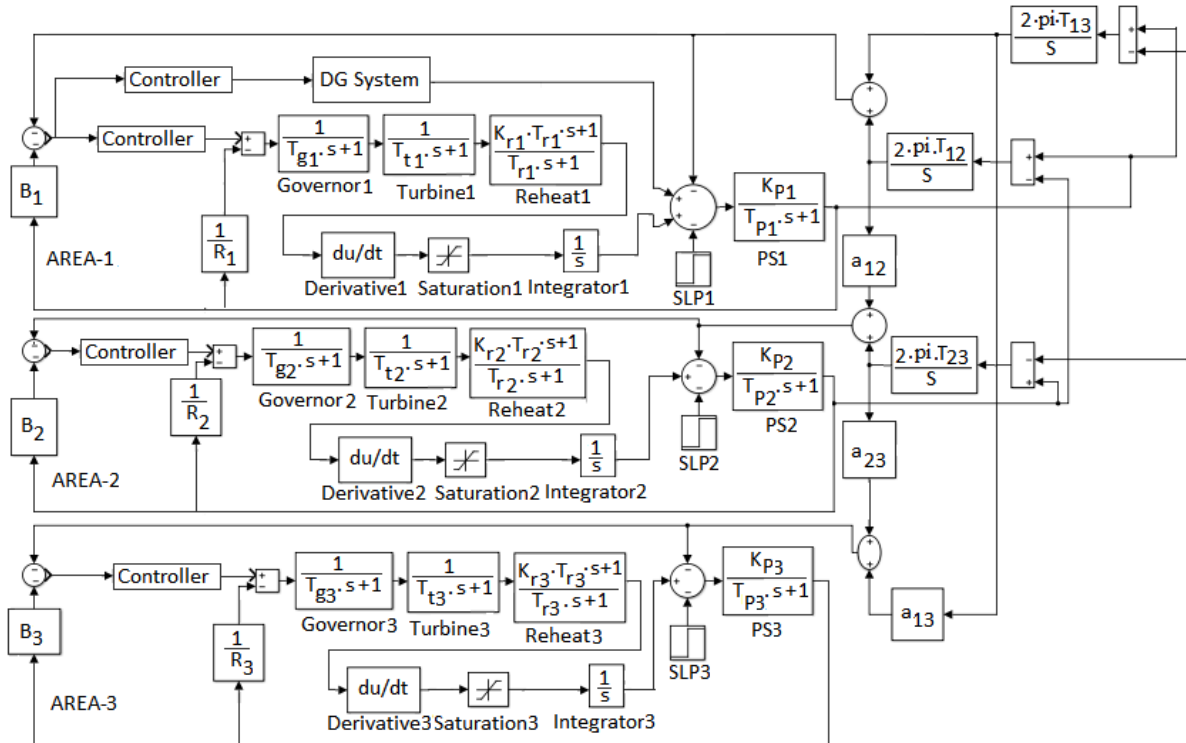 2·pi·T13
S
+
−
Controller
DG System
+
+
−
−
Controller
+
−
1
Tg1·s+1
Governor1
1
Tt1·s+1
Turbine1
Kr1·Tr1·s+1
Tr1·s+1
Reheat1
−
+
+
−
KP1
TP1·s+1
PS1
2·pi.T12
S
+
−
B1
1
R1
AREA-1
du/dt
Derivative1
Saturation1
1
s
Integrator1
SLP1
a12
+
+
−
−
Controller
+
−
1
Tg2·s+1
Governor2
1
Tt2·s+1
Turbine2
Kr2·Tr2·s+1
Tr2·s+1
Reheat2
−
+
−
KP2
TP2·s+1
PS2
2·pi.T23
S
−
+
B2
1
R2
AREA-2
du/dt
Derivative2
Saturation2
1
s
Integrator2
SLP2
a23
+
+
−
−
Controller
+
−
1
Tg3·s+1
Governor3
1
Tt3·s+1
Turbine3
Kr3·Tr3·s+1
Tr3·s+1
Reheat3
−
+
−
KP3
TP3·s+1
PS3
a13
B3
1
R3
AREA-3
du/dt
Derivative3
Saturation3
1
s
Integrator3
SLP3